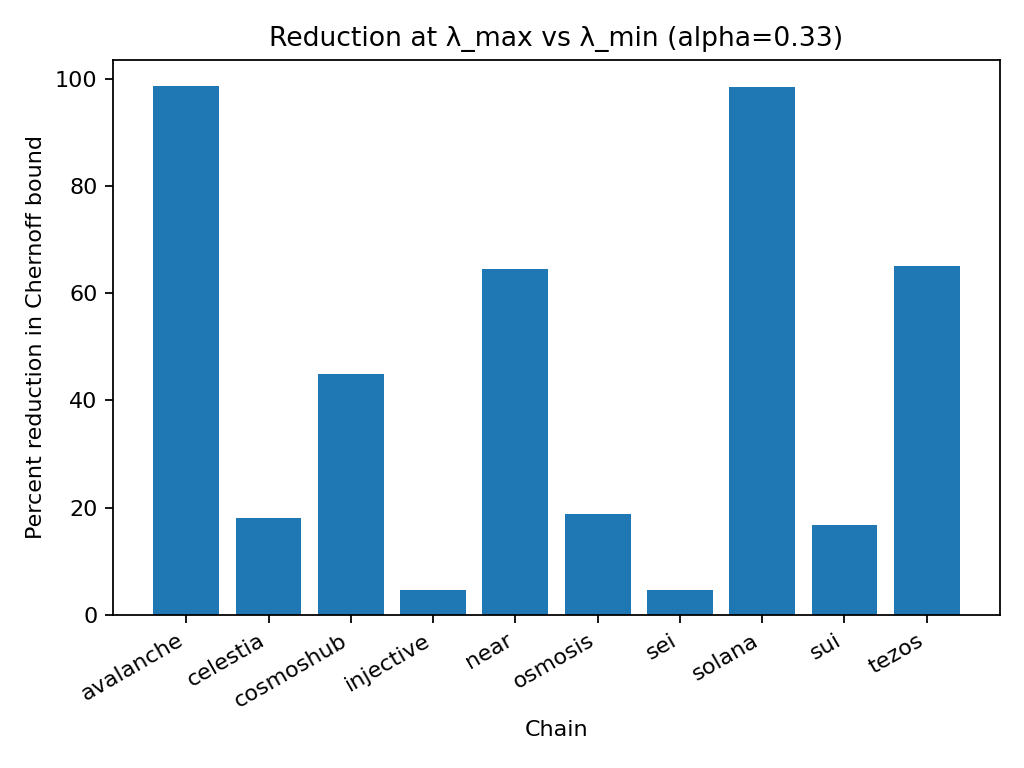 Reduction at λ_max vs λ_min (alpha=0.33)
Percent reduction in Chernoff bound
100
80
60
40
20
0
avalanche
celestia
cosmoshub
injective
near
osmosis
sei
solana
sui
tezos
Chain